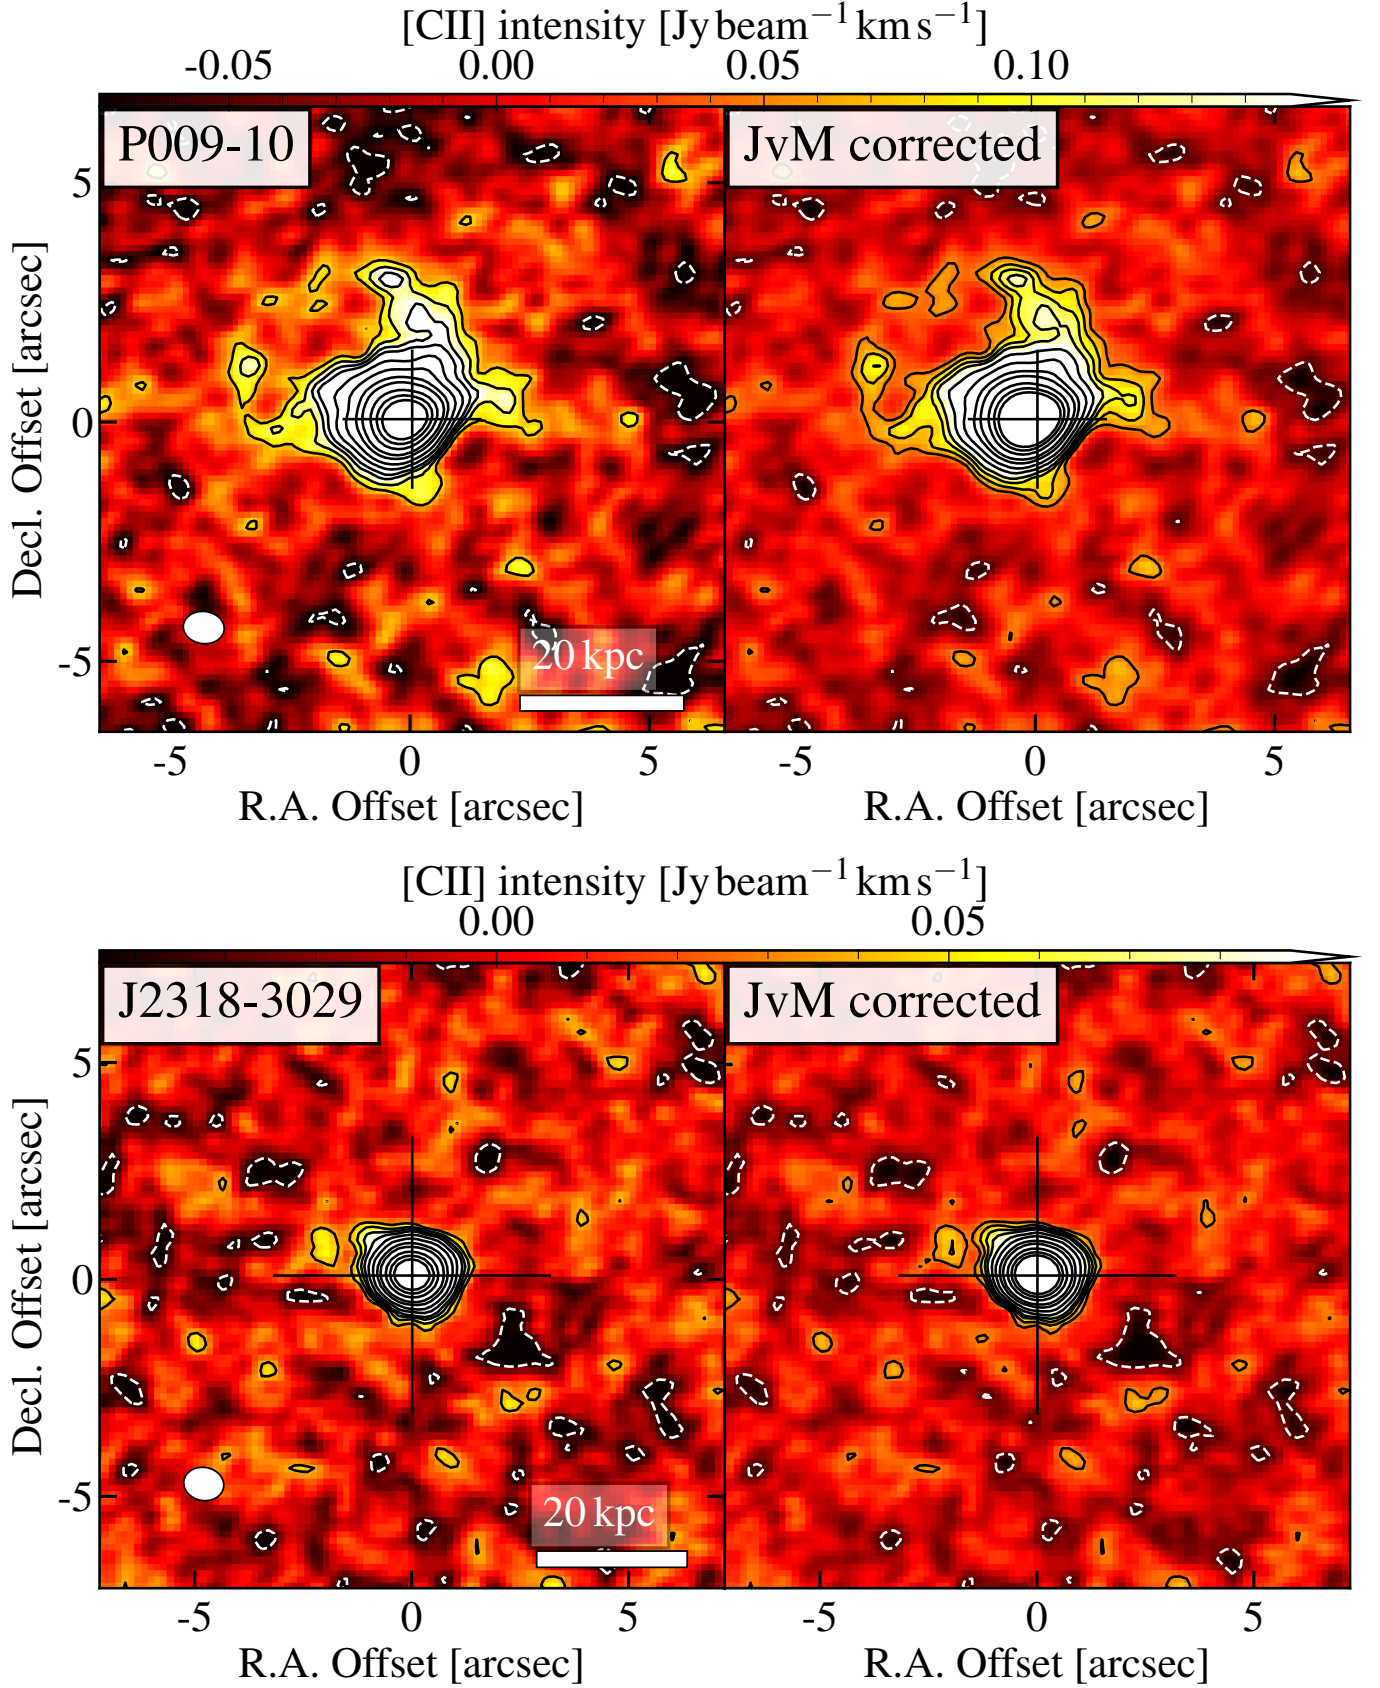 [CII] intensity [Jy beam⁻¹ km s⁻¹]
-0.05 0.00 0.05 0.10
P009-10
JvM corrected
Decl. Offset [arcsec]
5
0
-5
20 kpc
-5 0 5 -5 0 5
R.A. Offset [arcsec] R.A. Offset [arcsec]
[CII] intensity [Jy beam⁻¹ km s⁻¹]
0.00 0.05
J2318-3029
JvM corrected
Decl. Offset [arcsec]
5
0
-5
20 kpc
-5 0 5 -5 0 5
R.A. Offset [arcsec] R.A. Offset [arcsec]